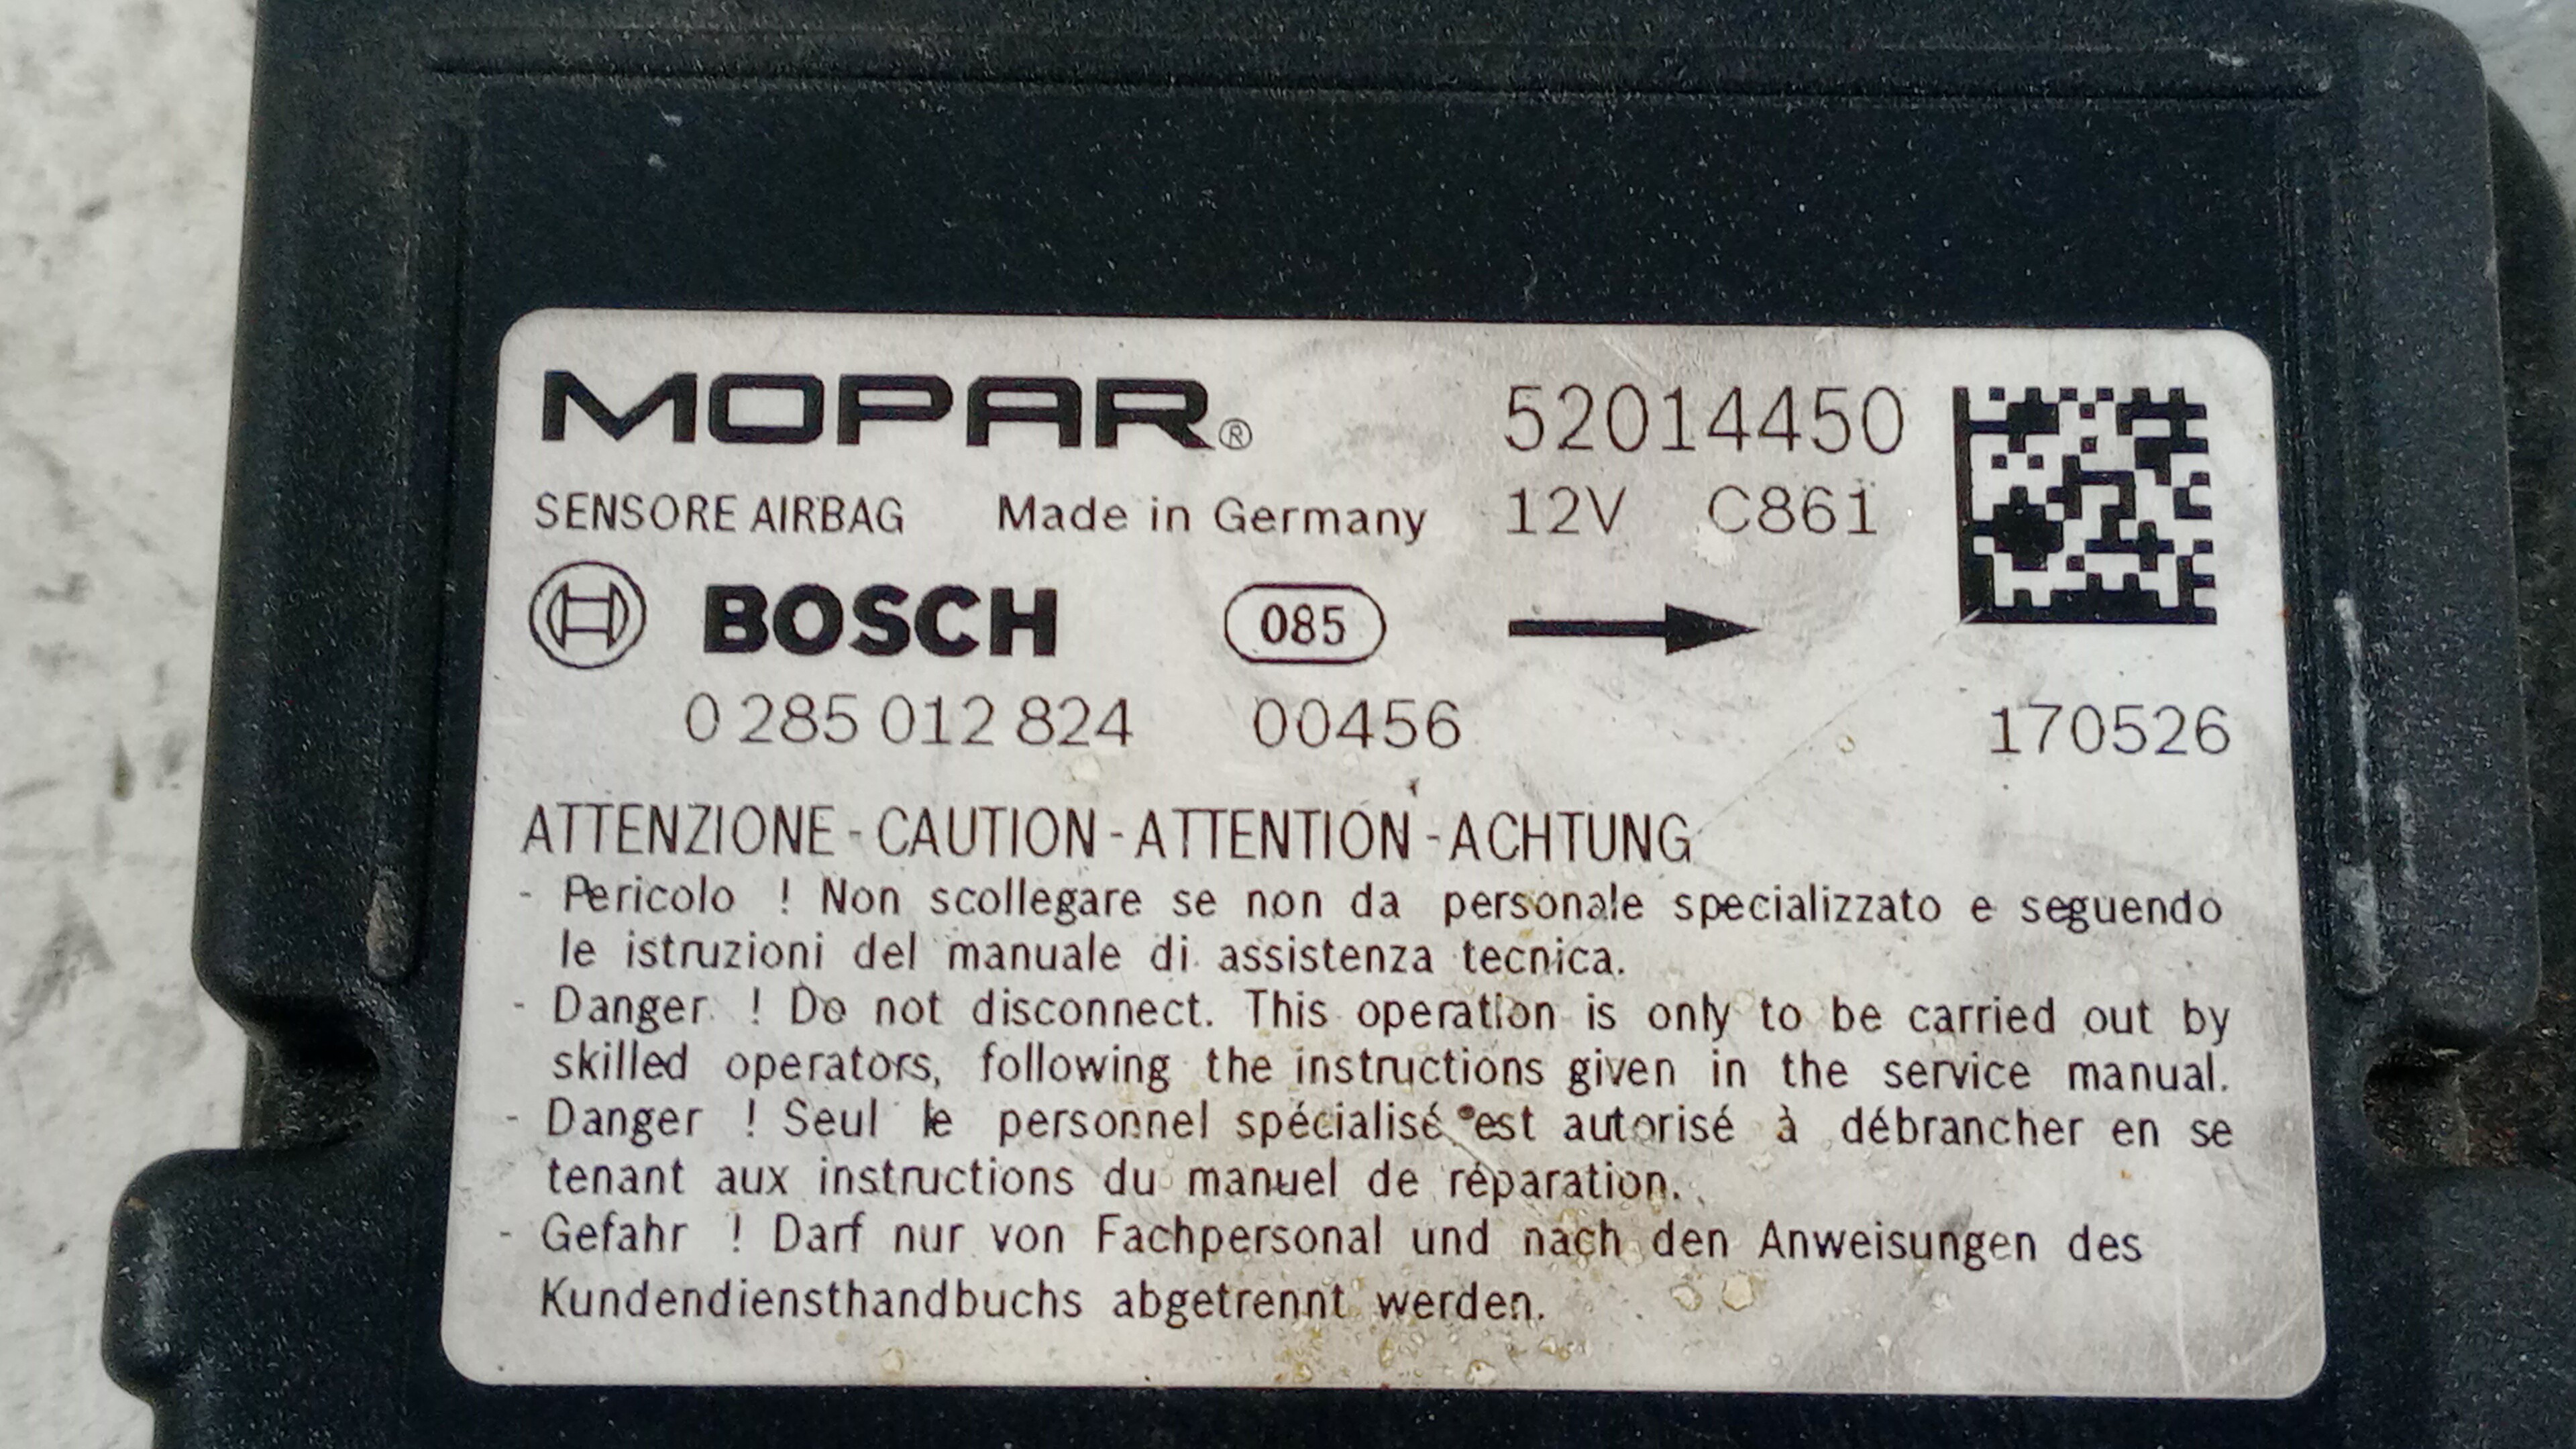 MOPAR® 52014450
SENSORE AIRBAG Made in Germany 12V C861
BOSCH 085
0 285 012 824 00456 170526
ATTENZIONE - CAUTION - ATTENTION - ACHTUNG
- Pericolo ! Non scollegare se non da personale specializzato e seguendo
le istruzioni del manuale di assistenza tecnica.
- Danger ! Do not disconnect. This operation is only to be carried out by
skilled operators, following the instructions given in the service manual.
- Danger ! Seul le personnel spécialisé est autorisé à débrancher en se
tenant aux instructions du manuel de réparation.
- Gefahr ! Darf nur von Fachpersonal und nach den Anweisungen des
Kundendiensthandbuchs abgetrennt werden.